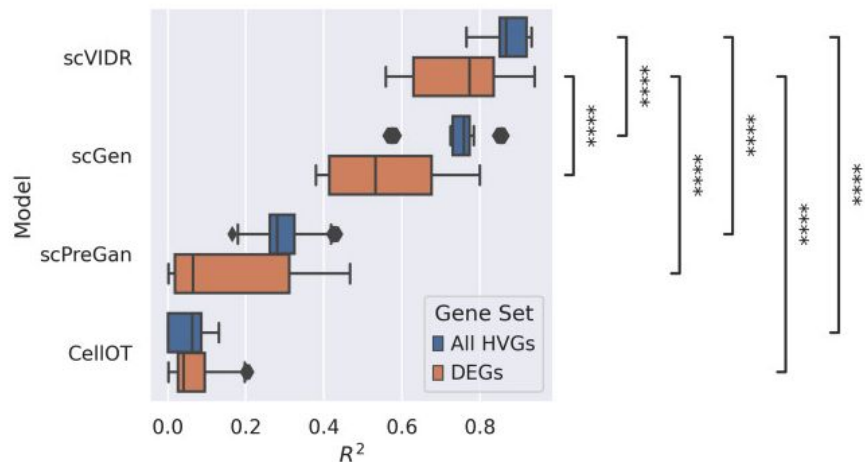 Model
scVIDR
scGen
scPreGan
CellOT
Gene Set
All HVGs
DEGs
0.0 0.2 0.4 0.6 0.8
R²
****
****
****
****
****
****